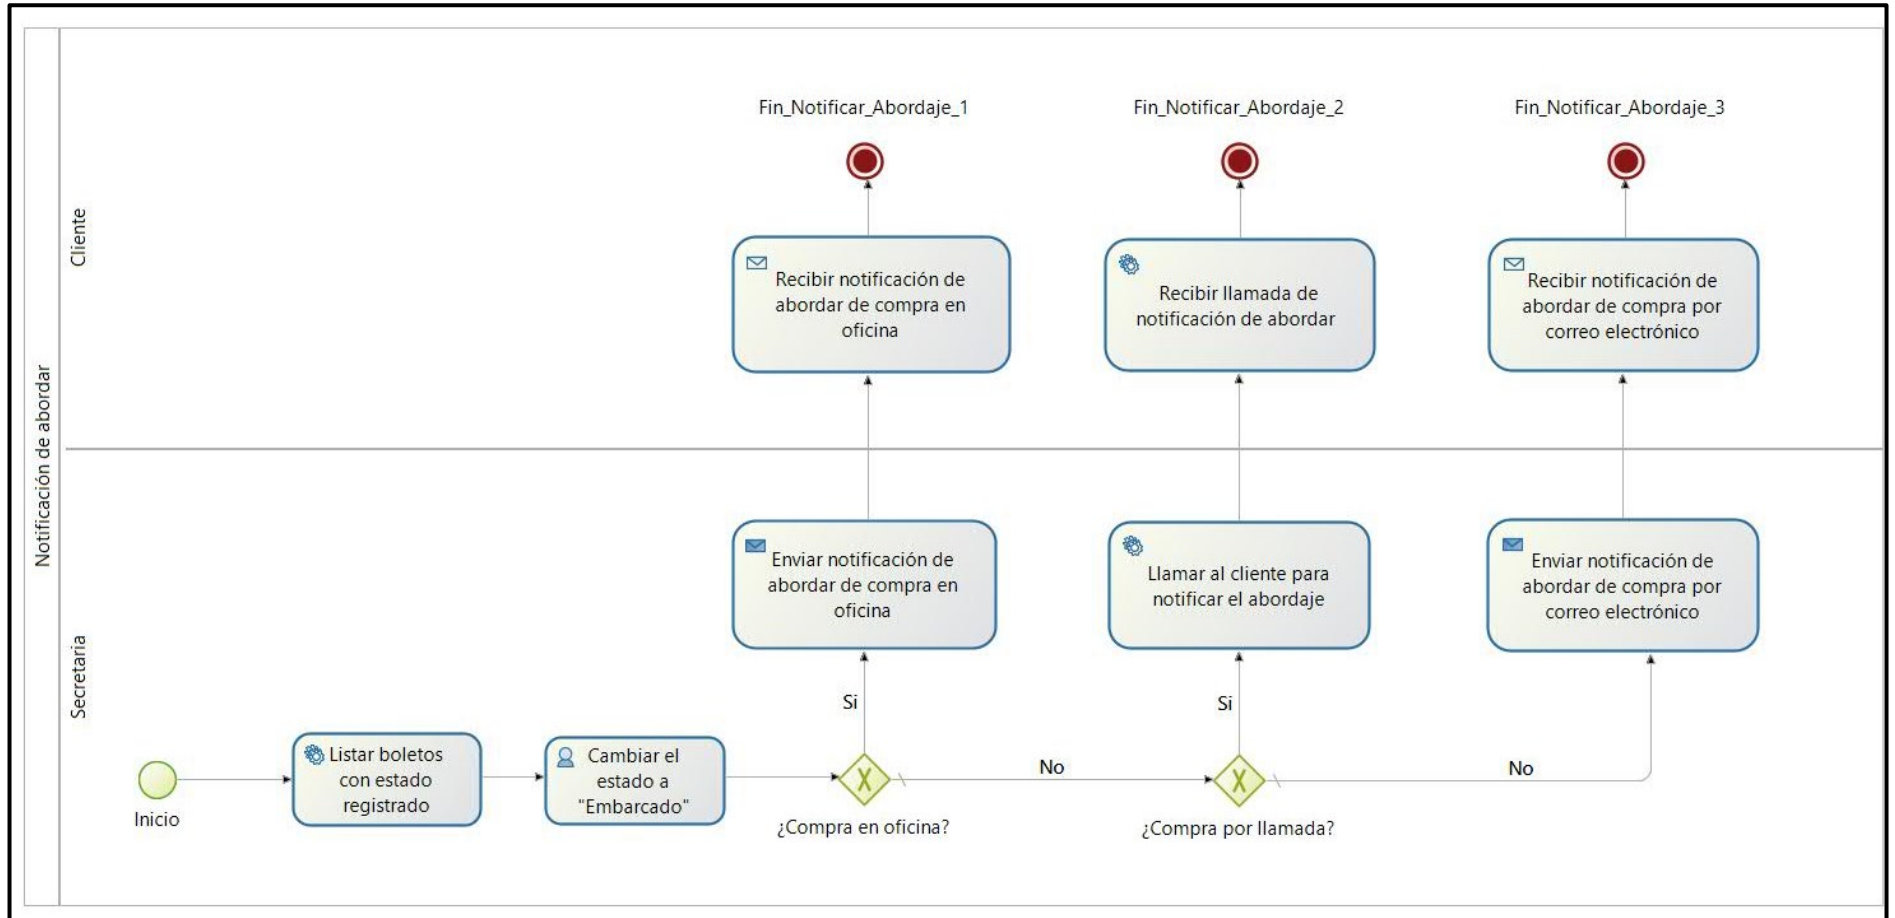 Notificación de abordar
Cliente
Fin_Notificar_Abordaje_1
Fin_Notificar_Abordaje_2
Fin_Notificar_Abordaje_3
Recibir notificación de
abordar de compra en
oficina
Recibir llamada de
notificación de abordar
Recibir notificación de
abordar de compra por
correo electrónico
Secretaria
Enviar notificación de
abordar de compra en
oficina
Llamar al cliente para
notificar el abordaje
Enviar notificación de
abordar de compra por
correo electrónico
Si
Si
Inicio
Listar boletos
con estado
registrado
Cambiar el
estado a
"Embarcado"
¿Compra en oficina?
No
¿Compra por llamada?
No